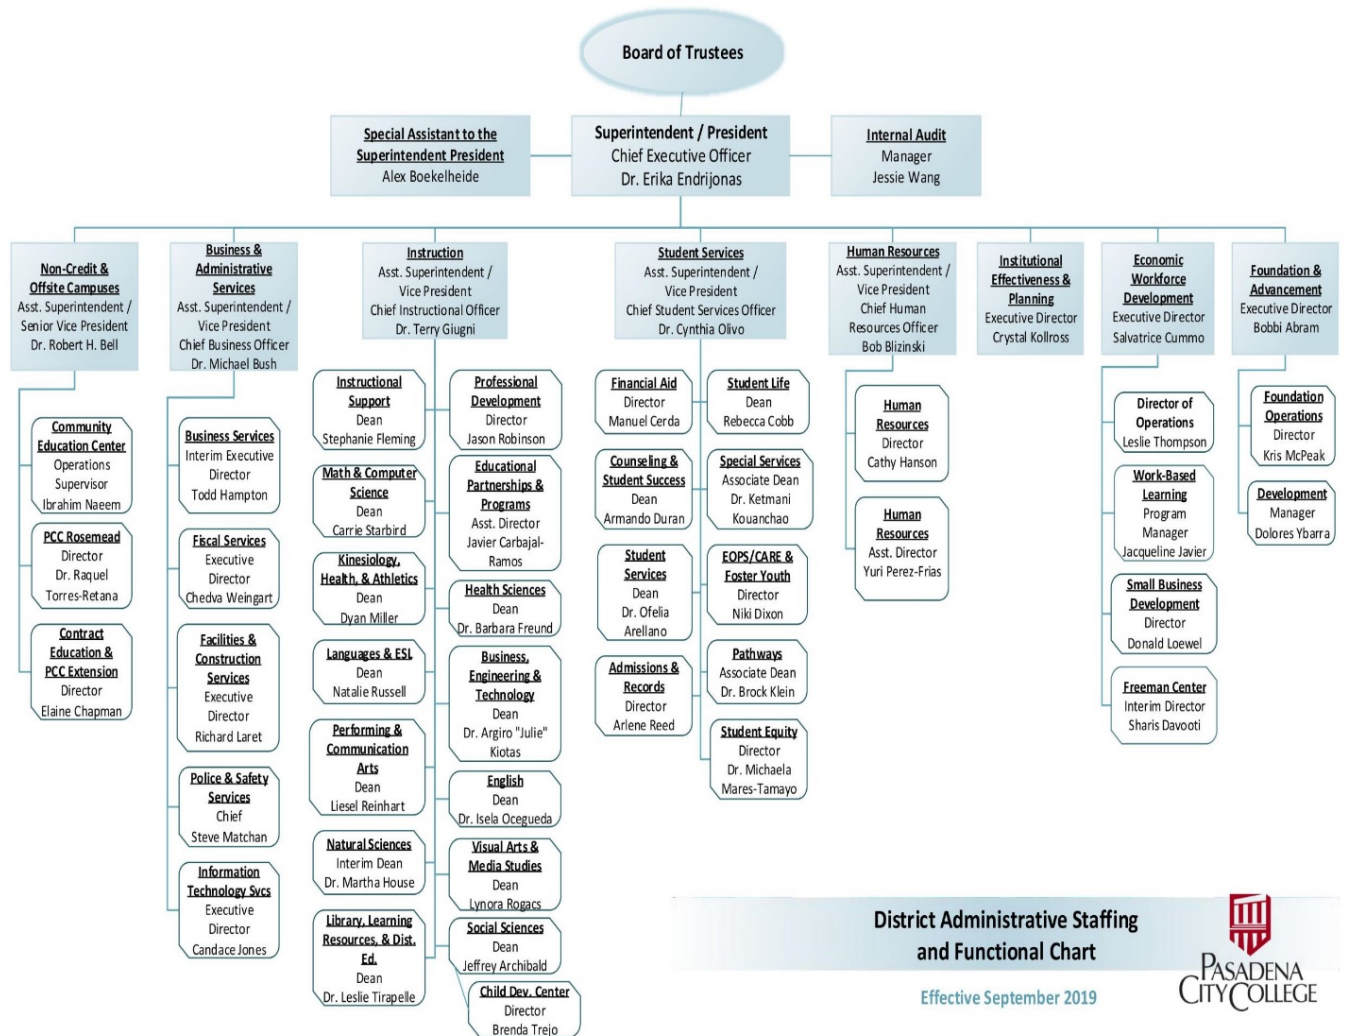 Board of Trustees
Special Assistant to the
Superintendent President
Alex Boekelheide
Superintendent / President
Chief Executive Officer
Dr. Erika Endrijonas
Internal Audit
Manager
Jessie Wang
Non-Credit &
Offsite Campuses
Asst. Superintendent /
Senior Vice President
Dr. Robert H. Bell
Business &
Administrative
Services
Asst. Superintendent /
Vice President
Chief Business Officer
Dr. Michael Bush
Instruction
Asst. Superintendent /
Vice President
Chief Instructional Officer
Dr. Terry Giugni
Student Services
Asst. Superintendent /
Vice President
Chief Student Services Officer
Dr. Cynthia Olivo
Human Resources
Asst. Superintendent /
Vice President
Chief Human
Resources Officer
Bob Blizinski
Institutional
Effectiveness &
Planning
Executive Director
Crystal Kollross
Economic
Workforce
Development
Executive Director
Salvatrice Cummo
Foundation &
Advancement
Executive Director
Bobbi Abram
Community
Education Center
Operations
Supervisor
Ibrahim Naeem
PCC Rosemead
Director
Dr. Raquel
Torres-Retana
Contract
Education &
PCC Extension
Director
Elaine Chapman
Business Services
Interim Executive
Director
Todd Hampton
Fiscal Services
Executive
Director
Chedva Weingart
Facilities &
Construction
Services
Executive
Director
Richard Laret
Police & Safety
Services
Chief
Steve Matchan
Information
Technology Svcs
Executive
Director
Candace Jones
Instructional
Support
Dean
Stephanie Fleming
Math & Computer
Science
Dean
Carrie Starbird
Kinesiology,
Health, & Athletics
Dean
Dyan Miller
Languages & ESL
Dean
Natalie Russell
Performing &
Communication
Arts
Dean
Liesel Reinhart
Natural Sciences
Interim Dean
Dr. Martha House
Library, Learning
Resources, & Dist.
Ed.
Dean
Dr. Leslie Tirapelle
Professional
Development
Director
Jason Robinson
Educational
Partnerships &
Programs
Asst. Director
Javier Carbajal-
Ramos
Health Sciences
Dean
Dr. Barbara Freund
Business,
Engineering &
Technology
Dean
Dr. Argiro "Julie"
Kiotas
English
Dean
Dr. Isela Ocegueda
Visual Arts &
Media Studies
Dean
Lynora Rogacs
Social Sciences
Dean
Jeffrey Archibald
Child Dev. Center
Director
Brenda Trejo
Financial Aid
Director
Manuel Cerda
Counseling &
Student Success
Dean
Armando Duran
Student
Services
Dean
Dr. Ofelia
Arellano
Admissions &
Records
Director
Arlene Reed
Student Life
Dean
Rebecca Cobb
Special Services
Associate Dean
Dr. Ketmani
Kouanchao
EOPS/CARE &
Foster Youth
Director
Niki Dixon
Pathways
Associate Dean
Dr. Brock Klein
Student Equity
Director
Dr. Michaela
Mares-Tamayo
Human
Resources
Director
Cathy Hanson
Human
Resources
Asst. Director
Yuri Perez-Frias
Director of
Operations
Leslie Thompson
Work-Based
Learning
Program
Manager
Jacqueline Javier
Small Business
Development
Director
Donald Loewel
Freeman Center
Interim Director
Sharis Davooti
Foundation
Operations
Director
Kris McPeak
Development
Manager
Dolores Ybarra
District Administrative Staffing
and Functional Chart
Effective September 2019
PASADENA
CITY COLLEGE